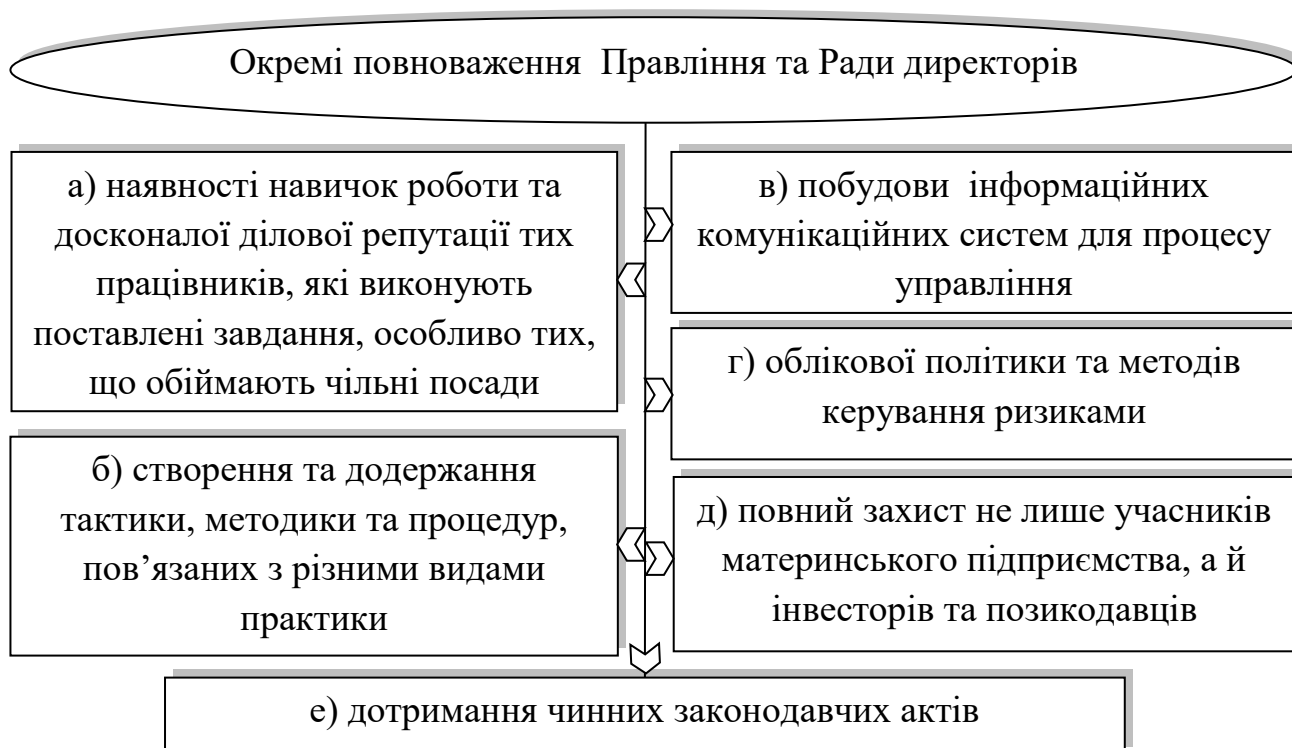 Окремі повноваження Правління та Ради директорів
а) наявності навичок роботи та
досконалої ділової репутації тих
працівників, які виконують
поставлені завдання, особливо тих,
що обіймають чільні посади
б) створення та додержання
тактики, методики та процедур,
пов’язаних з різними видами
практики
в) побудови інформаційних
комунікаційних систем для процесу
управління
г) облікової політики та методів
керування ризиками
д) повний захист не лише учасників
материнського підприємства, а й
інвесторів та позикодавців
е) дотримання чинних законодавчих актів